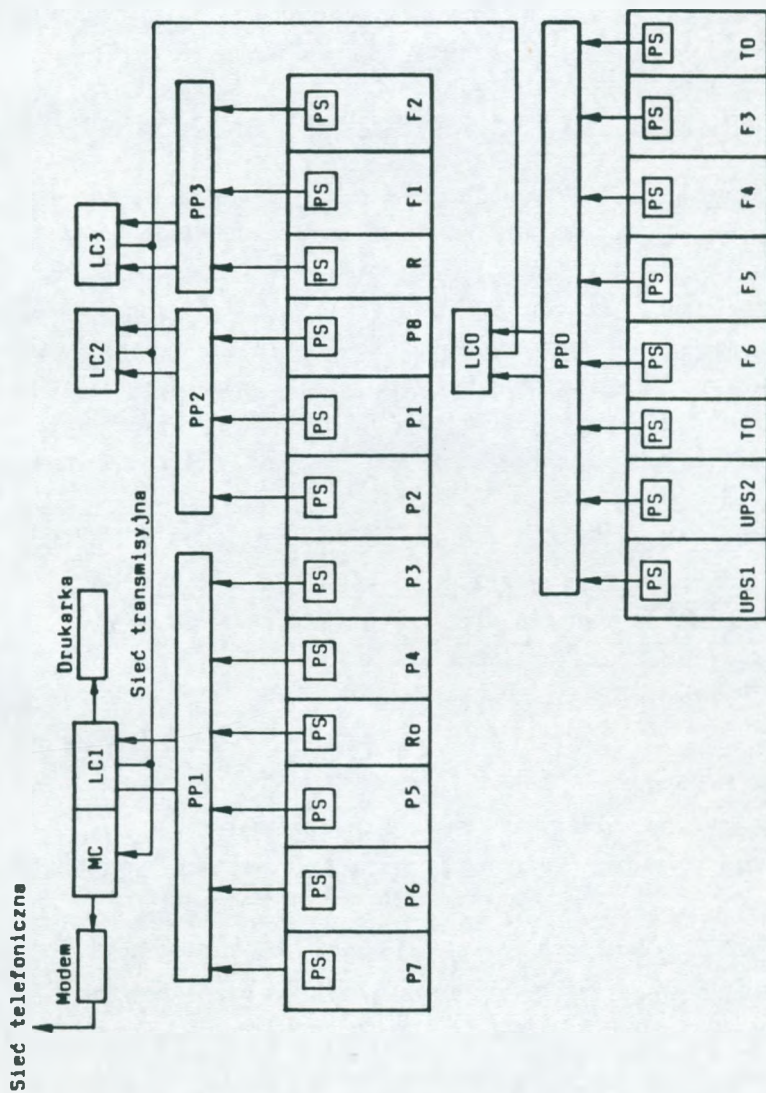 Sieć telefoniczna
Modem Drukarka
MC LC1 LC2 LC3
Sieć transmisyjna
PP1 PP2 PP3
PS PS PS PS PS PS PS PS PS PS PS PS
P7 P6 P5 Ro P4 P3 P2 P1 P8 R F1 F2
LC0
PP0
PS PS PS PS PS PS PS PS
UPS1 UPS2 TO F6 F5 F4 F3 TO